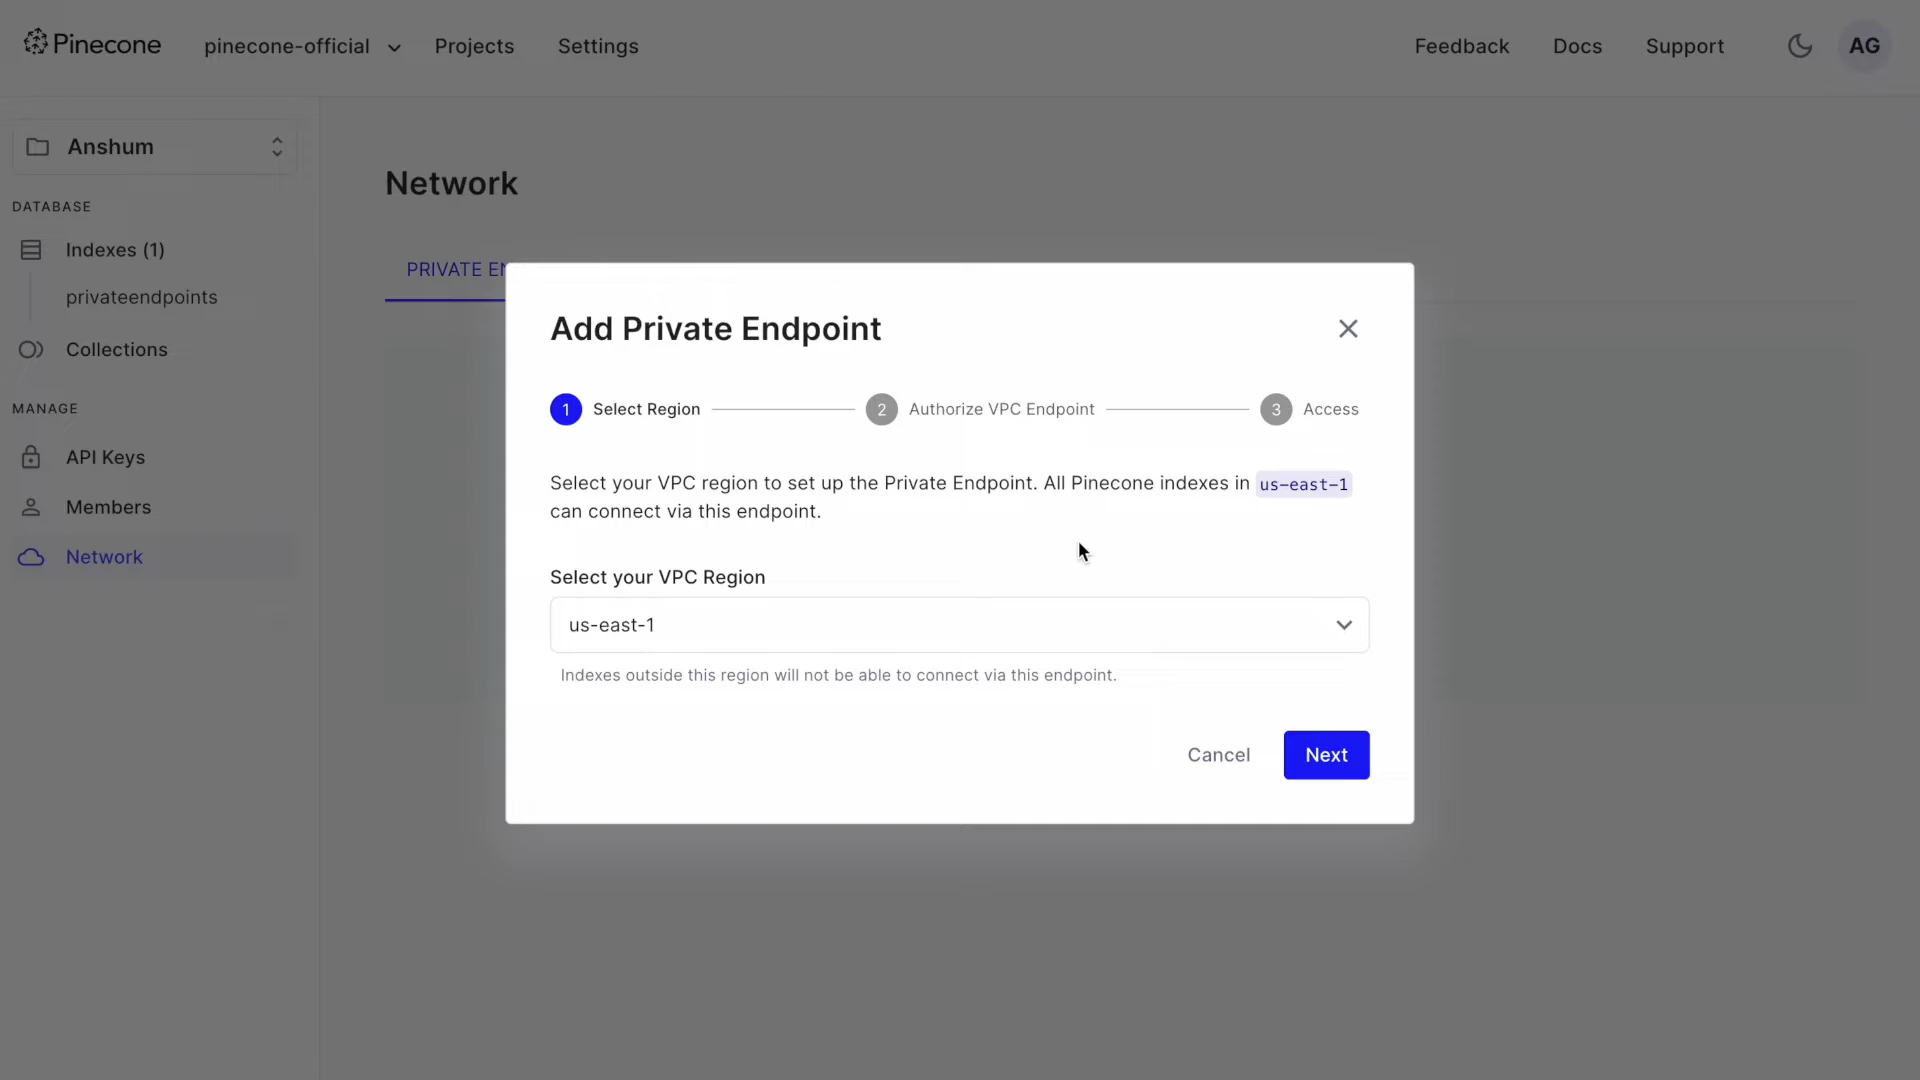 Pinecone
pinecone-official
Projects
Settings
Feedback
Docs
Support
AG
Anshum
DATABASE
Indexes (1)
privateendpoints
Collections
MANAGE
API Keys
Members
Network
Network
PRIVATE EN
Add Private Endpoint
1 Select Region
2 Authorize VPC Endpoint
3 Access
Select your VPC region to set up the Private Endpoint. All Pinecone indexes in us-east-1
can connect via this endpoint.
Select your VPC Region
us-east-1
Indexes outside this region will not be able to connect via this endpoint.
Cancel
Next